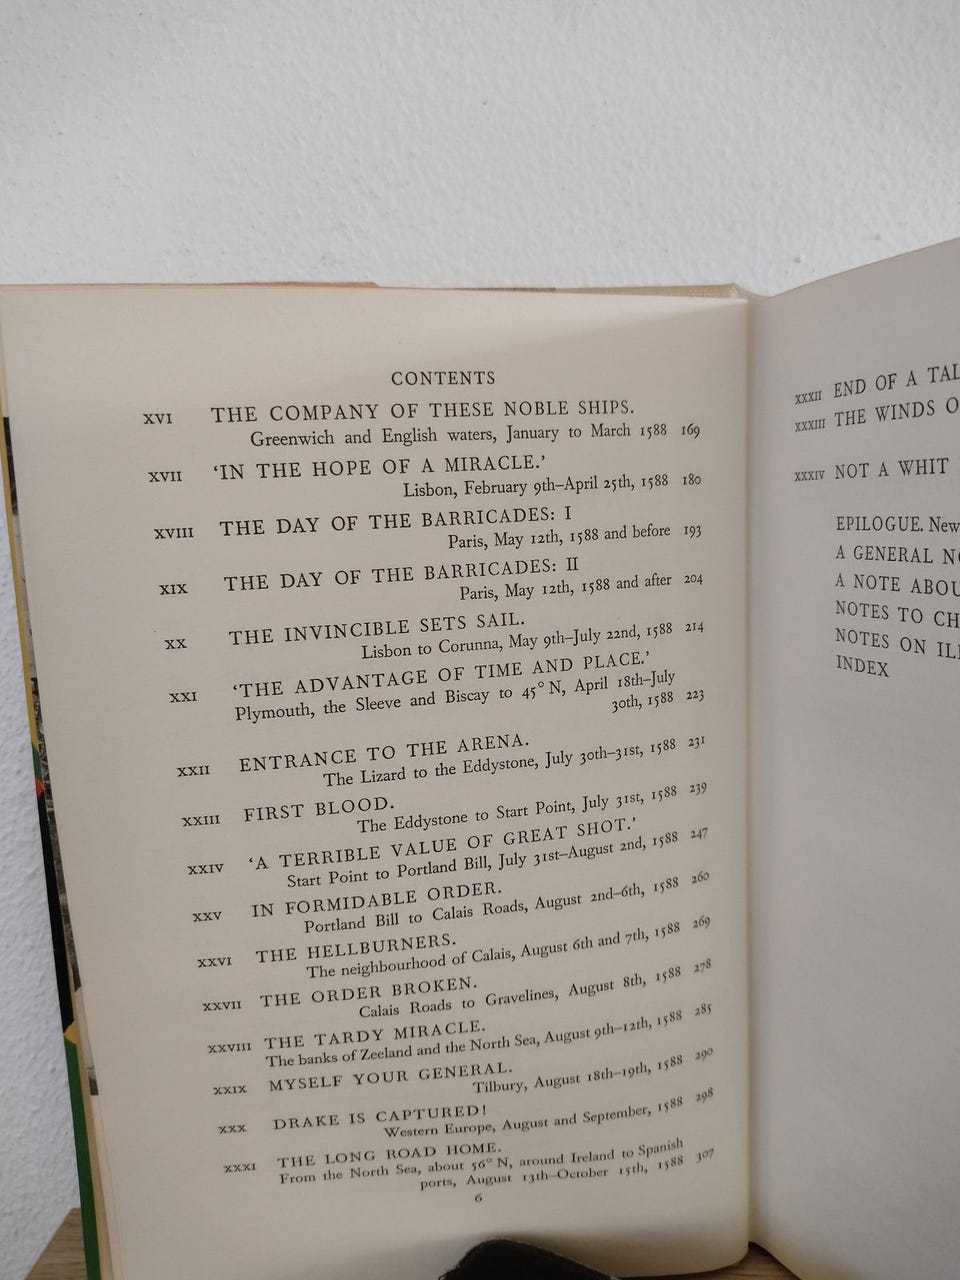 CONTENTS
XVI THE COMPANY OF THESE NOBLE SHIPS.
Greenwich and English waters, January to March 1588 169
XVII ‘IN THE HOPE OF A MIRACLE.’
Lisbon, February 9th–April 25th, 1588 180
XVIII THE DAY OF THE BARRICADES: I
Paris, May 12th, 1588 and before 193
XIX THE DAY OF THE BARRICADES: II
Paris, May 12th, 1588 and after 204
XX THE INVINCIBLE SETS SAIL.
Lisbon to Corunna, May 9th–July 22nd, 1588 214
XXI ‘THE ADVANTAGE OF TIME AND PLACE.’
Plymouth, the Sleeve and Biscay to 45° N, April 18th–July
30th, 1588 223
XXII ENTRANCE TO THE ARENA.
The Lizard to the Eddystone, July 30th–31st, 1588 231
XXIII FIRST BLOOD.
The Eddystone to Start Point, July 31st, 1588 239
XXIV ‘A TERRIBLE VALUE OF GREAT SHOT.’
Start Point to Portland Bill, July 31st–August 2nd, 1588 247
XXV IN FORMIDABLE ORDER.
Portland Bill to Calais Roads, August 2nd–6th, 1588 260
XXVI THE HELLBURNERS.
The neighbourhood of Calais, August 6th and 7th, 1588 269
XXVII THE ORDER BROKEN.
Calais Roads to Gravelines, August 8th, 1588 278
XXVIII THE TARDY MIRACLE.
The banks of Zeeland and the North Sea, August 9th–12th, 1588 285
XXIX MYSELF YOUR GENERAL.
Tilbury, August 18th–19th, 1588 290
XXX DRAKE IS CAPTURED!
Western Europe, August and September, 1588 298
XXXI THE LONG ROAD HOME.
From the North Sea, about 56° N, around Ireland to Spanish
ports, August 13th–October 15th, 1588 307
6
XXXII END OF A TAL
XXXIII THE WINDS O
XXXIV NOT A WHIT
EPILOGUE. New
A GENERAL NO
A NOTE ABOU
NOTES TO CH
NOTES ON ILL
INDEX